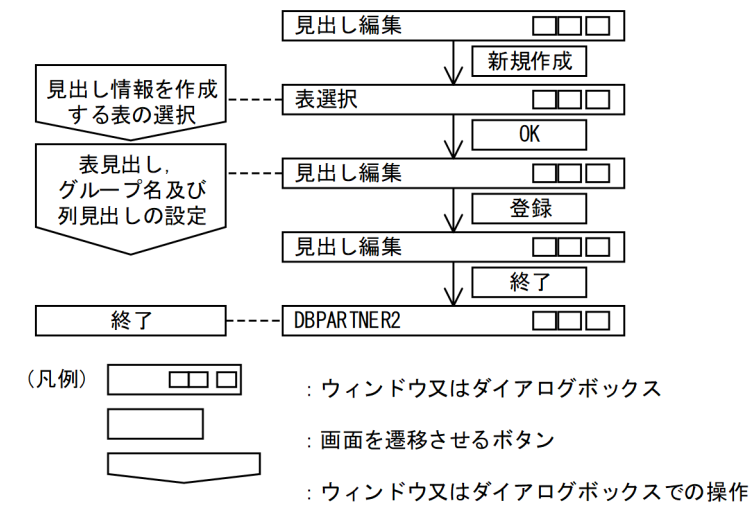 見出し編集
新規作成
見出し情報を作成
する表の選択
表選択
OK
表見出し,
グループ名及び
列見出しの設定
見出し編集
登録
見出し編集
終了
終了
DBPARTNER2
(凡例)
：ウィンドウ又はダイアログボックス
：画面を遷移させるボタン
：ウィンドウ又はダイアログボックスでの操作